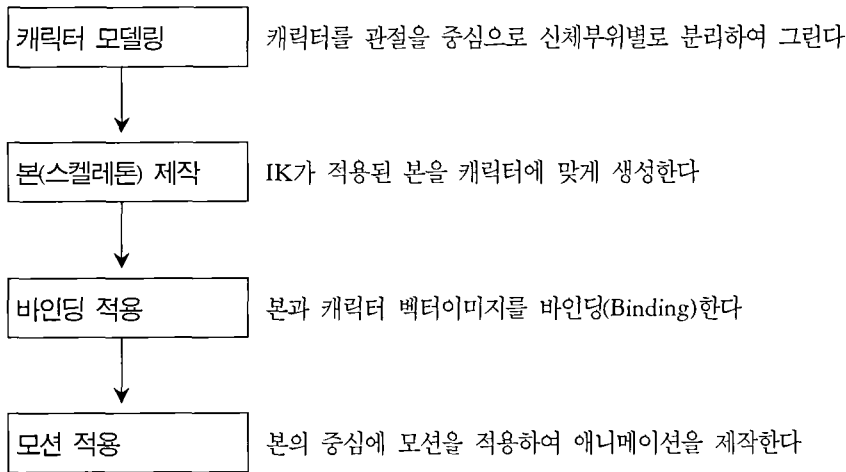 캐릭터 모델링 캐릭터를 관절을 중심으로 신체부위별로 분리하여 그린다
본(스켈레톤) 제작 IK가 적용된 본을 캐릭터에 맞게 생성한다
바인딩 적용 본과 캐릭터 벡터이미지를 바인딩(Binding)한다
모션 적용 본의 중심에 모션을 적용하여 애니메이션을 제작한다